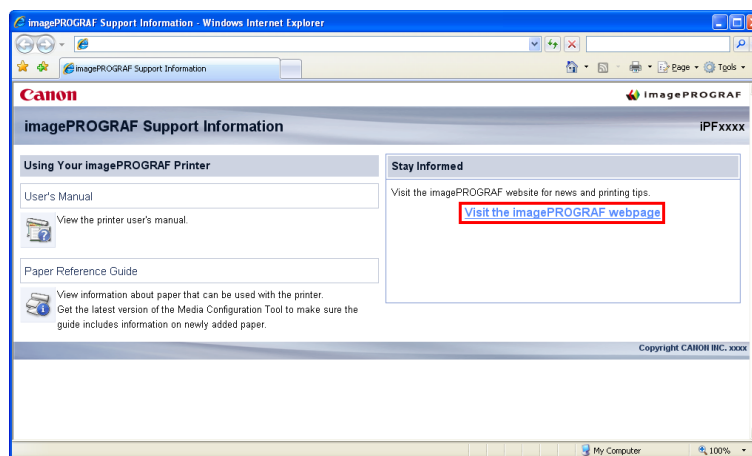 imagePROGRAF Support Information - Windows Internet Explorer
imagePROGRAF Support Information
Page
Tools
Canon
imagePROGRAF
imagePROGRAF Support Information
iPFxxxx
Using Your imagePROGRAF Printer
User's Manual
View the printer user's manual.
Paper Reference Guide
View information about paper that can be used with the printer.
Get the latest version of the Media Configuration Tool to make sure the
guide includes information on newly added paper.
Stay Informed
Visit the imagePROGRAF website for news and printing tips.
Visit the imagePROGRAF webpage
Copyright CANON INC. xxxx
My Computer
100%